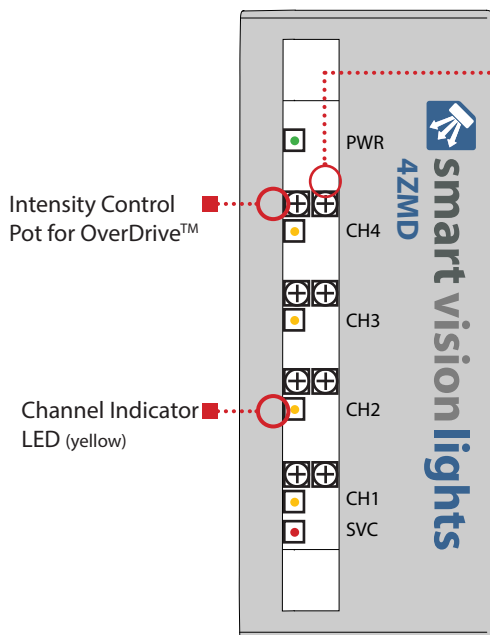 PWR
Intensity Control
Pot for OverDrive™
CH4
CH3
Channel Indicator
LED (yellow)
CH2
CH1
SVC
smart vision lights
4ZMD